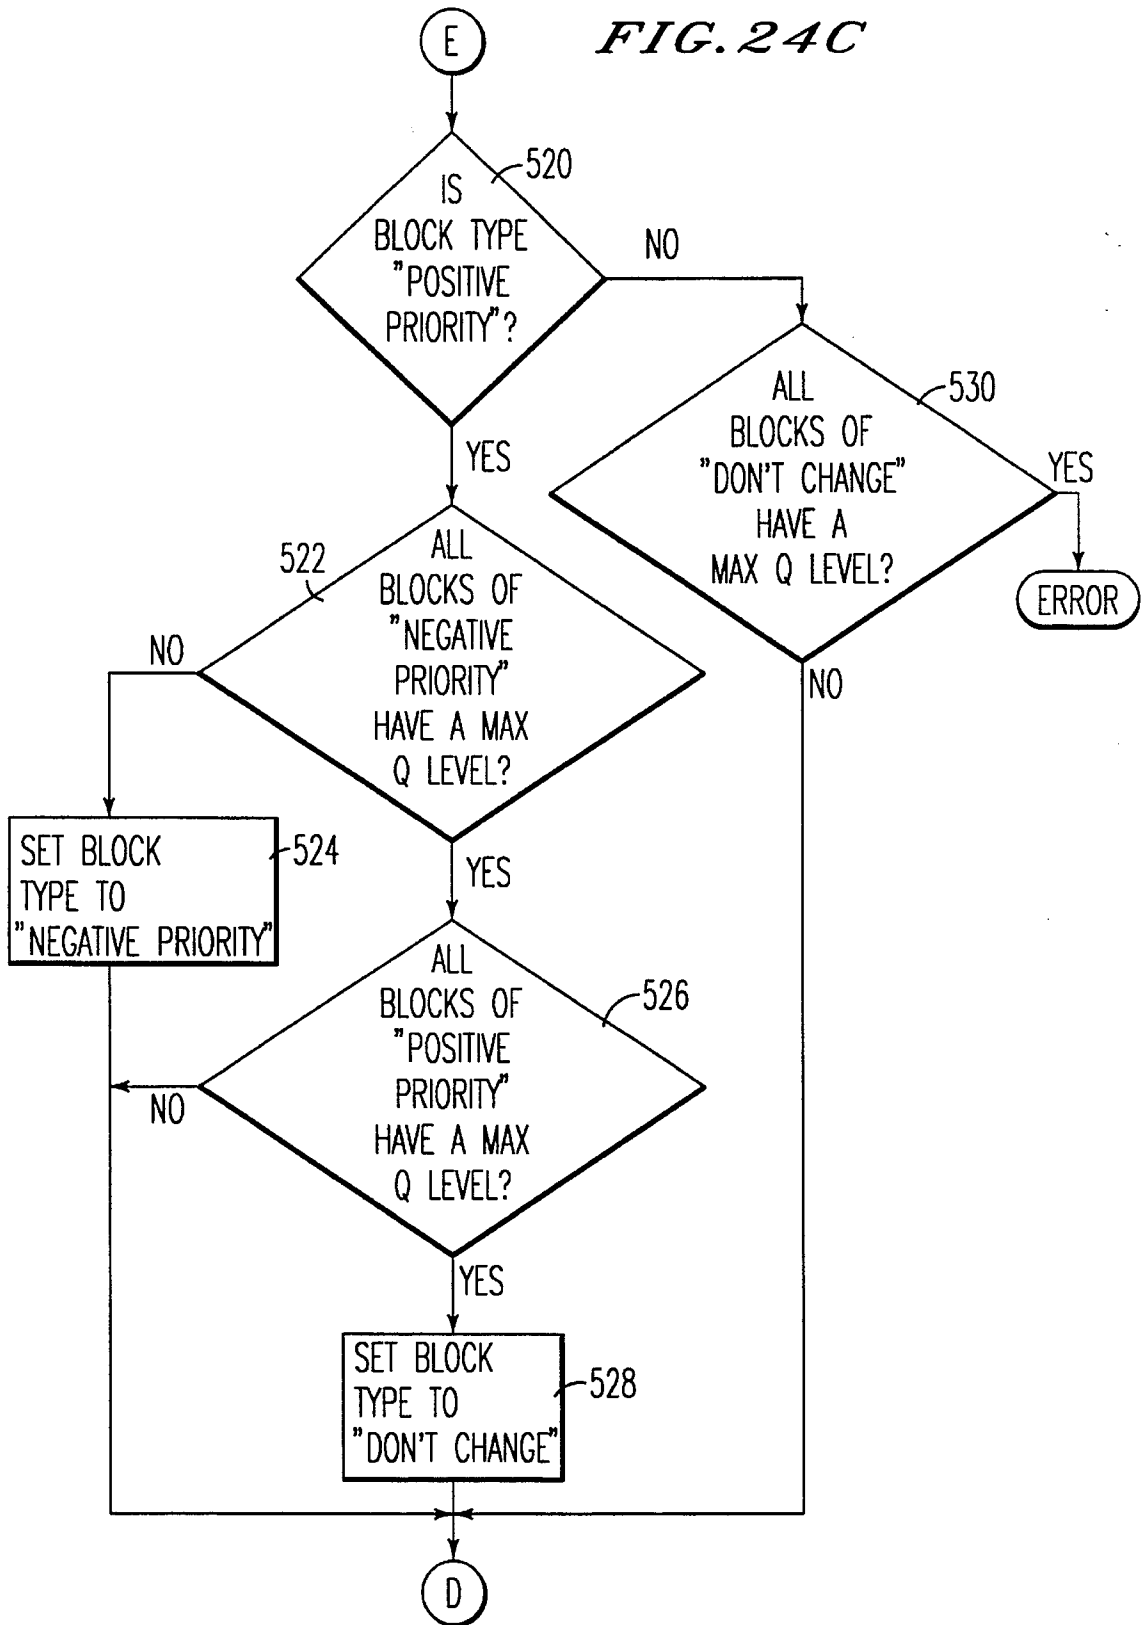 FIG. 24C
E
520
IS
BLOCK TYPE
"POSITIVE
PRIORITY"?
NO
YES
530
ALL
BLOCKS OF
"DON'T CHANGE"
HAVE A
MAX Q LEVEL?
YES
ERROR
NO
522
ALL
BLOCKS OF
"NEGATIVE
PRIORITY"
HAVE A MAX
Q LEVEL?
NO
YES
SET BLOCK
TYPE TO
"NEGATIVE PRIORITY"
524
ALL
BLOCKS OF
"POSITIVE
PRIORITY"
HAVE A MAX
Q LEVEL?
526
NO
YES
SET BLOCK
TYPE TO
"DON'T CHANGE"
528
D